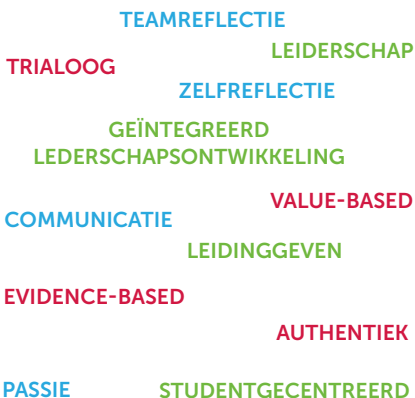 TEAMREFLECTIE
LEIDERSCHAP
TRIALOOG
ZELFREFLECTIE
GEÏNTEGREERD
LEDERSCHAPSONTWIKKELING
VALUE-BASED
COMMUNICATIE
LEIDINGGEVEN
EVIDENCE-BASED
AUTHENTIEK
PASSIE
STUDENTGECENTREERD